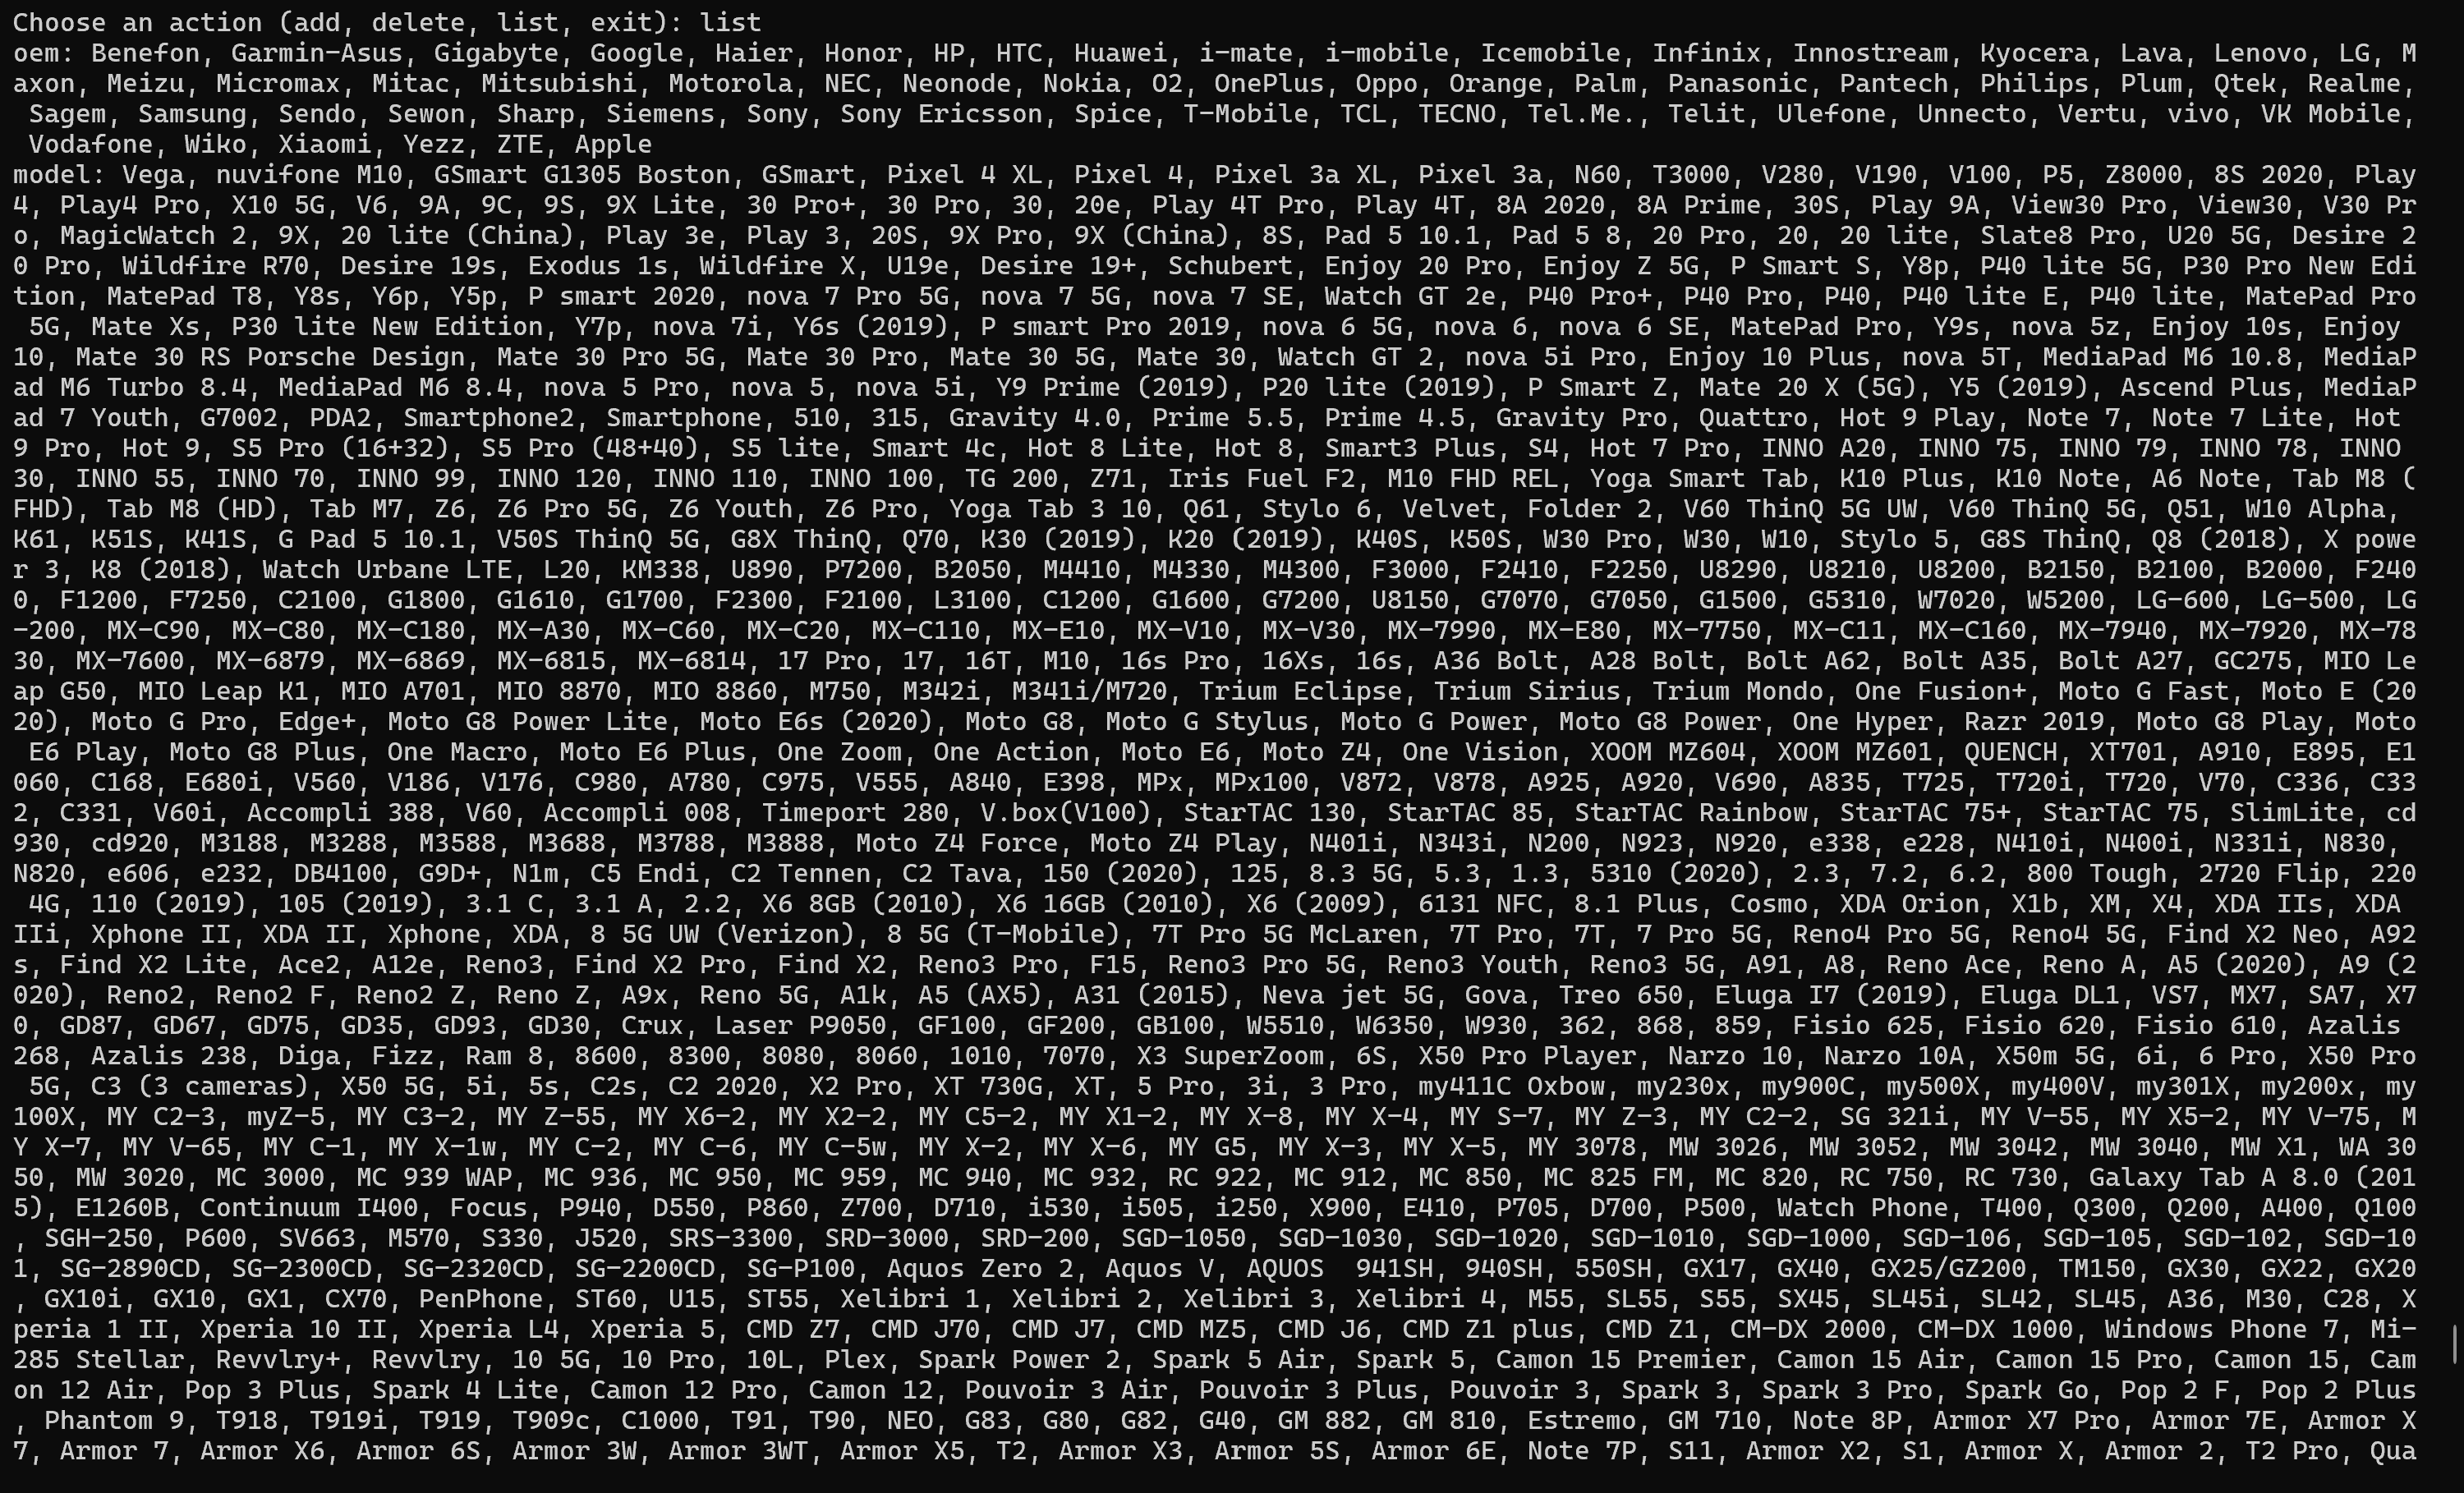 Choose an action (add, delete, list, exit): list
oem: Benefon, Garmin-Asus, Gigabyte, Google, Haier, Honor, HP, HTC, Huawei, i-mate, i-mobile, Icemobile, Infinix, Innostream, Kyocera, Lava, Lenovo, LG, M
axon, Meizu, Micromax, Mitac, Mitsubishi, Motorola, NEC, Neonode, Nokia, O2, OnePlus, Oppo, Orange, Palm, Panasonic, Pantech, Philips, Plum, Qtek, Realme,
 Sagem, Samsung, Sendo, Sewon, Sharp, Siemens, Sony, Sony Ericsson, Spice, T-Mobile, TCL, TECNO, Tel.Me., Telit, Ulefone, Unnecto, Vertu, vivo, VK Mobile,
 Vodafone, Wiko, Xiaomi, Yezz, ZTE, Apple
model: Vega, nuvifone M10, GSmart G1305 Boston, GSmart, Pixel 4 XL, Pixel 4, Pixel 3a XL, Pixel 3a, N60, T3000, V280, V190, V100, P5, Z8000, 8S 2020, Play
4, Play4 Pro, X10 5G, V6, 9A, 9C, 9S, 9X Lite, 30 Pro+, 30 Pro, 30, 20e, Play 4T Pro, Play 4T, 8A 2020, 8A Prime, 30S, Play 9A, View30 Pro, View30, V30 Pr
o, MagicWatch 2, 9X, 20 lite (China), Play 3e, Play 3, 20S, 9X Pro, 9X (China), 8S, Pad 5 10.1, Pad 5 8, 20 Pro, 20, 20 lite, Slate8 Pro, U20 5G, Desire 2
0 Pro, Wildfire R70, Desire 19s, Exodus 1s, Wildfire X, U19e, Desire 19+, Schubert, Enjoy 20 Pro, Enjoy Z 5G, P Smart S, Y8p, P40 lite 5G, P30 Pro New Edi
tion, MatePad T8, Y8s, Y6p, Y5p, P smart 2020, nova 7 Pro 5G, nova 7 5G, nova 7 SE, Watch GT 2e, P40 Pro+, P40 Pro, P40, P40 lite E, P40 lite, MatePad Pro
 5G, Mate Xs, P30 lite New Edition, Y7p, nova 7i, Y6s (2019), P smart Pro 2019, nova 6 5G, nova 6, nova 6 SE, MatePad Pro, Y9s, nova 5z, Enjoy 10s, Enjoy
10, Mate 30 RS Porsche Design, Mate 30 Pro 5G, Mate 30 Pro, Mate 30 5G, Mate 30, Watch GT 2, nova 5i Pro, Enjoy 10 Plus, nova 5T, MediaPad M6 10.8, MediaP
ad M6 Turbo 8.4, MediaPad M6 8.4, nova 5 Pro, nova 5, nova 5i, Y9 Prime (2019), P20 lite (2019), P Smart Z, Mate 20 X (5G), Y5 (2019), Ascend Plus, MediaP
ad 7 Youth, G7002, PDA2, Smartphone2, Smartphone, 510, 315, Gravity 4.0, Prime 5.5, Prime 4.5, Gravity Pro, Quattro, Hot 9 Play, Note 7, Note 7 Lite, Hot
9 Pro, Hot 9, S5 Pro (16+32), S5 Pro (48+40), S5 lite, Smart 4c, Hot 8 Lite, Hot 8, Smart3 Plus, S4, Hot 7 Pro, INNO A20, INNO 75, INNO 79, INNO 78, INNO
30, INNO 55, INNO 70, INNO 99, INNO 120, INNO 110, INNO 100, TG 200, Z71, Iris Fuel F2, M10 FHD REL, Yoga Smart Tab, K10 Plus, K10 Note, A6 Note, Tab M8 (
FHD), Tab M8 (HD), Tab M7, Z6, Z6 Pro 5G, Z6 Youth, Z6 Pro, Yoga Tab 3 10, Q61, Stylo 6, Velvet, Folder 2, V60 ThinQ 5G UW, V60 ThinQ 5G, Q51, W10 Alpha,
K61, K51S, K41S, G Pad 5 10.1, V50S ThinQ 5G, G8X ThinQ, Q70, K30 (2019), K20 (2019), K40S, K50S, W30 Pro, W30, W10, Stylo 5, G8S ThinQ, Q8 (2018), X powe
r 3, K8 (2018), Watch Urbane LTE, L20, KM338, U890, P7200, B2050, M4410, M4330, M4300, F3000, F2410, F2250, U8290, U8210, U8200, B2150, B2100, B2000, F240
0, F1200, F7250, C2100, G1800, G1610, G1700, F2300, F2100, L3100, C1200, G1600, G7200, U8150, G7070, G7050, G1500, G5310, W7020, W5200, LG-600, LG-500, LG
-200, MX-C90, MX-C80, MX-C180, MX-A30, MX-C60, MX-C20, MX-C110, MX-E10, MX-V10, MX-V30, MX-7990, MX-E80, MX-7750, MX-C11, MX-C160, MX-7940, MX-7920, MX-78
30, MX-7600, MX-6879, MX-6869, MX-6815, MX-6814, 17 Pro, 17, 16T, M10, 16s Pro, 16Xs, 16s, A36 Bolt, A28 Bolt, Bolt A62, Bolt A35, Bolt A27, GC275, MIO Le
ap G50, MIO Leap K1, MIO A701, MIO 8870, MIO 8860, M750, M342i, M341i/M720, Trium Eclipse, Trium Sirius, Trium Mondo, One Fusion+, Moto G Fast, Moto E (20
20), Moto G Pro, Edge+, Moto G8 Power Lite, Moto E6s (2020), Moto G8, Moto G Stylus, Moto G Power, Moto G8 Power, One Hyper, Razr 2019, Moto G8 Play, Moto
 E6 Play, Moto G8 Plus, One Macro, Moto E6 Plus, One Zoom, One Action, Moto E6, Moto Z4, One Vision, XOOM MZ604, XOOM MZ601, QUENCH, XT701, A910, E895, E1
060, C168, E680i, V560, V186, V176, C980, A780, C975, V555, A840, E398, MPx, MPx100, V872, V878, A925, A920, V690, A835, T725, T720i, T720, V70, C336, C33
2, C331, V60i, Accompli 388, V60, Accompli 008, Timeport 280, V.box(V100), StarTAC 130, StarTAC 85, StarTAC Rainbow, StarTAC 75+, StarTAC 75, SlimLite, cd
930, cd920, M3188, M3288, M3588, M3688, M3788, M3888, Moto Z4 Force, Moto Z4 Play, N401i, N343i, N200, N923, N920, e338, e228, N410i, N400i, N331i, N830,
N820, e606, e232, DB4100, G9D+, N1m, C5 Endi, C2 Tennen, C2 Tava, 150 (2020), 125, 8.3 5G, 5.3, 1.3, 5310 (2020), 2.3, 7.2, 6.2, 800 Tough, 2720 Flip, 220
 4G, 110 (2019), 105 (2019), 3.1 C, 3.1 A, 2.2, X6 8GB (2010), X6 16GB (2010), X6 (2009), 6131 NFC, 8.1 Plus, Cosmo, XDA Orion, X1b, XM, X4, XDA IIs, XDA
IIi, Xphone II, XDA II, Xphone, XDA, 8 5G UW (Verizon), 8 5G (T-Mobile), 7T Pro 5G McLaren, 7T Pro, 7T, 7 Pro 5G, Reno4 Pro 5G, Reno4 5G, Find X2 Neo, A92
s, Find X2 Lite, Ace2, A12e, Reno3, Find X2 Pro, Find X2, Reno3 Pro, F15, Reno3 Pro 5G, Reno3 Youth, Reno3 5G, A91, A8, Reno Ace, Reno A, A5 (2020), A9 (2
020), Reno2, Reno2 F, Reno2 Z, Reno Z, A9x, Reno 5G, A1k, A5 (AX5), A31 (2015), Neva jet 5G, Gova, Treo 650, Eluga I7 (2019), Eluga DL1, VS7, MX7, SA7, X7
0, GD87, GD67, GD75, GD35, GD93, GD30, Crux, Laser P9050, GF100, GF200, GB100, W5510, W6350, W930, 362, 868, 859, Fisio 625, Fisio 620, Fisio 610, Azalis
268, Azalis 238, Diga, Fizz, Ram 8, 8600, 8300, 8080, 8060, 1010, 7070, X3 SuperZoom, 6S, X50 Pro Player, Narzo 10, Narzo 10A, X50m 5G, 6i, 6 Pro, X50 Pro
 5G, C3 (3 cameras), X50 5G, 5i, 5s, C2s, C2 2020, X2 Pro, XT 730G, XT, 5 Pro, 3i, 3 Pro, my411C Oxbow, my230x, my900C, my500X, my400V, my301X, my200x, my
100X, MY C2-3, myZ-5, MY C3-2, MY Z-55, MY X6-2, MY X2-2, MY C5-2, MY X1-2, MY X-8, MY X-4, MY S-7, MY Z-3, MY C2-2, SG 321i, MY V-55, MY X5-2, MY V-75, M
Y X-7, MY V-65, MY C-1, MY X-1w, MY C-2, MY C-6, MY C-5w, MY X-2, MY X-6, MY G5, MY X-3, MY X-5, MY 3078, MW 3026, MW 3052, MW 3042, MW 3040, MW X1, WA 30
50, MW 3020, MC 3000, MC 939 WAP, MC 936, MC 950, MC 959, MC 940, MC 932, RC 922, MC 912, MC 850, MC 825 FM, MC 820, RC 750, RC 730, Galaxy Tab A 8.0 (201
5), E1260B, Continuum I400, Focus, P940, D550, P860, Z700, D710, i530, i505, i250, X900, E410, P705, D700, P500, Watch Phone, T400, Q300, Q200, A400, Q100
, SGH-250, P600, SV663, M570, S330, J520, SRS-3300, SRD-3000, SRD-200, SGD-1050, SGD-1030, SGD-1020, SGD-1010, SGD-1000, SGD-106, SGD-105, SGD-102, SGD-10
1, SG-2890CD, SG-2300CD, SG-2320CD, SG-2200CD, SG-P100, Aquos Zero 2, Aquos V, AQUOS  941SH, 940SH, 550SH, GX17, GX40, GX25/GZ200, TM150, GX30, GX22, GX20
, GX10i, GX10, GX1, CX70, PenPhone, ST60, U15, ST55, Xelibri 1, Xelibri 2, Xelibri 3, Xelibri 4, M55, SL55, S55, SX45, SL45i, SL42, SL45, A36, M30, C28, X
peria 1 II, Xperia 10 II, Xperia L4, Xperia 5, CMD Z7, CMD J70, CMD J7, CMD MZ5, CMD J6, CMD Z1 plus, CMD Z1, CM-DX 2000, CM-DX 1000, Windows Phone 7, Mi-
285 Stellar, Revvlry+, Revvlry, 10 5G, 10 Pro, 10L, Plex, Spark Power 2, Spark 5 Air, Spark 5, Camon 15 Premier, Camon 15 Air, Camon 15 Pro, Camon 15, Cam
on 12 Air, Pop 3 Plus, Spark 4 Lite, Camon 12 Pro, Camon 12, Pouvoir 3 Air, Pouvoir 3 Plus, Pouvoir 3, Spark 3, Spark 3 Pro, Spark Go, Pop 2 F, Pop 2 Plus
, Phantom 9, T918, T919i, T919, T909c, C1000, T91, T90, NEO, G83, G80, G82, G40, GM 882, GM 810, Estremo, GM 710, Note 8P, Armor X7 Pro, Armor 7E, Armor X
7, Armor 7, Armor X6, Armor 6S, Armor 3W, Armor 3WT, Armor X5, T2, Armor X3, Armor 5S, Armor 6E, Note 7P, S11, Armor X2, S1, Armor X, Armor 2, T2 Pro, Qua